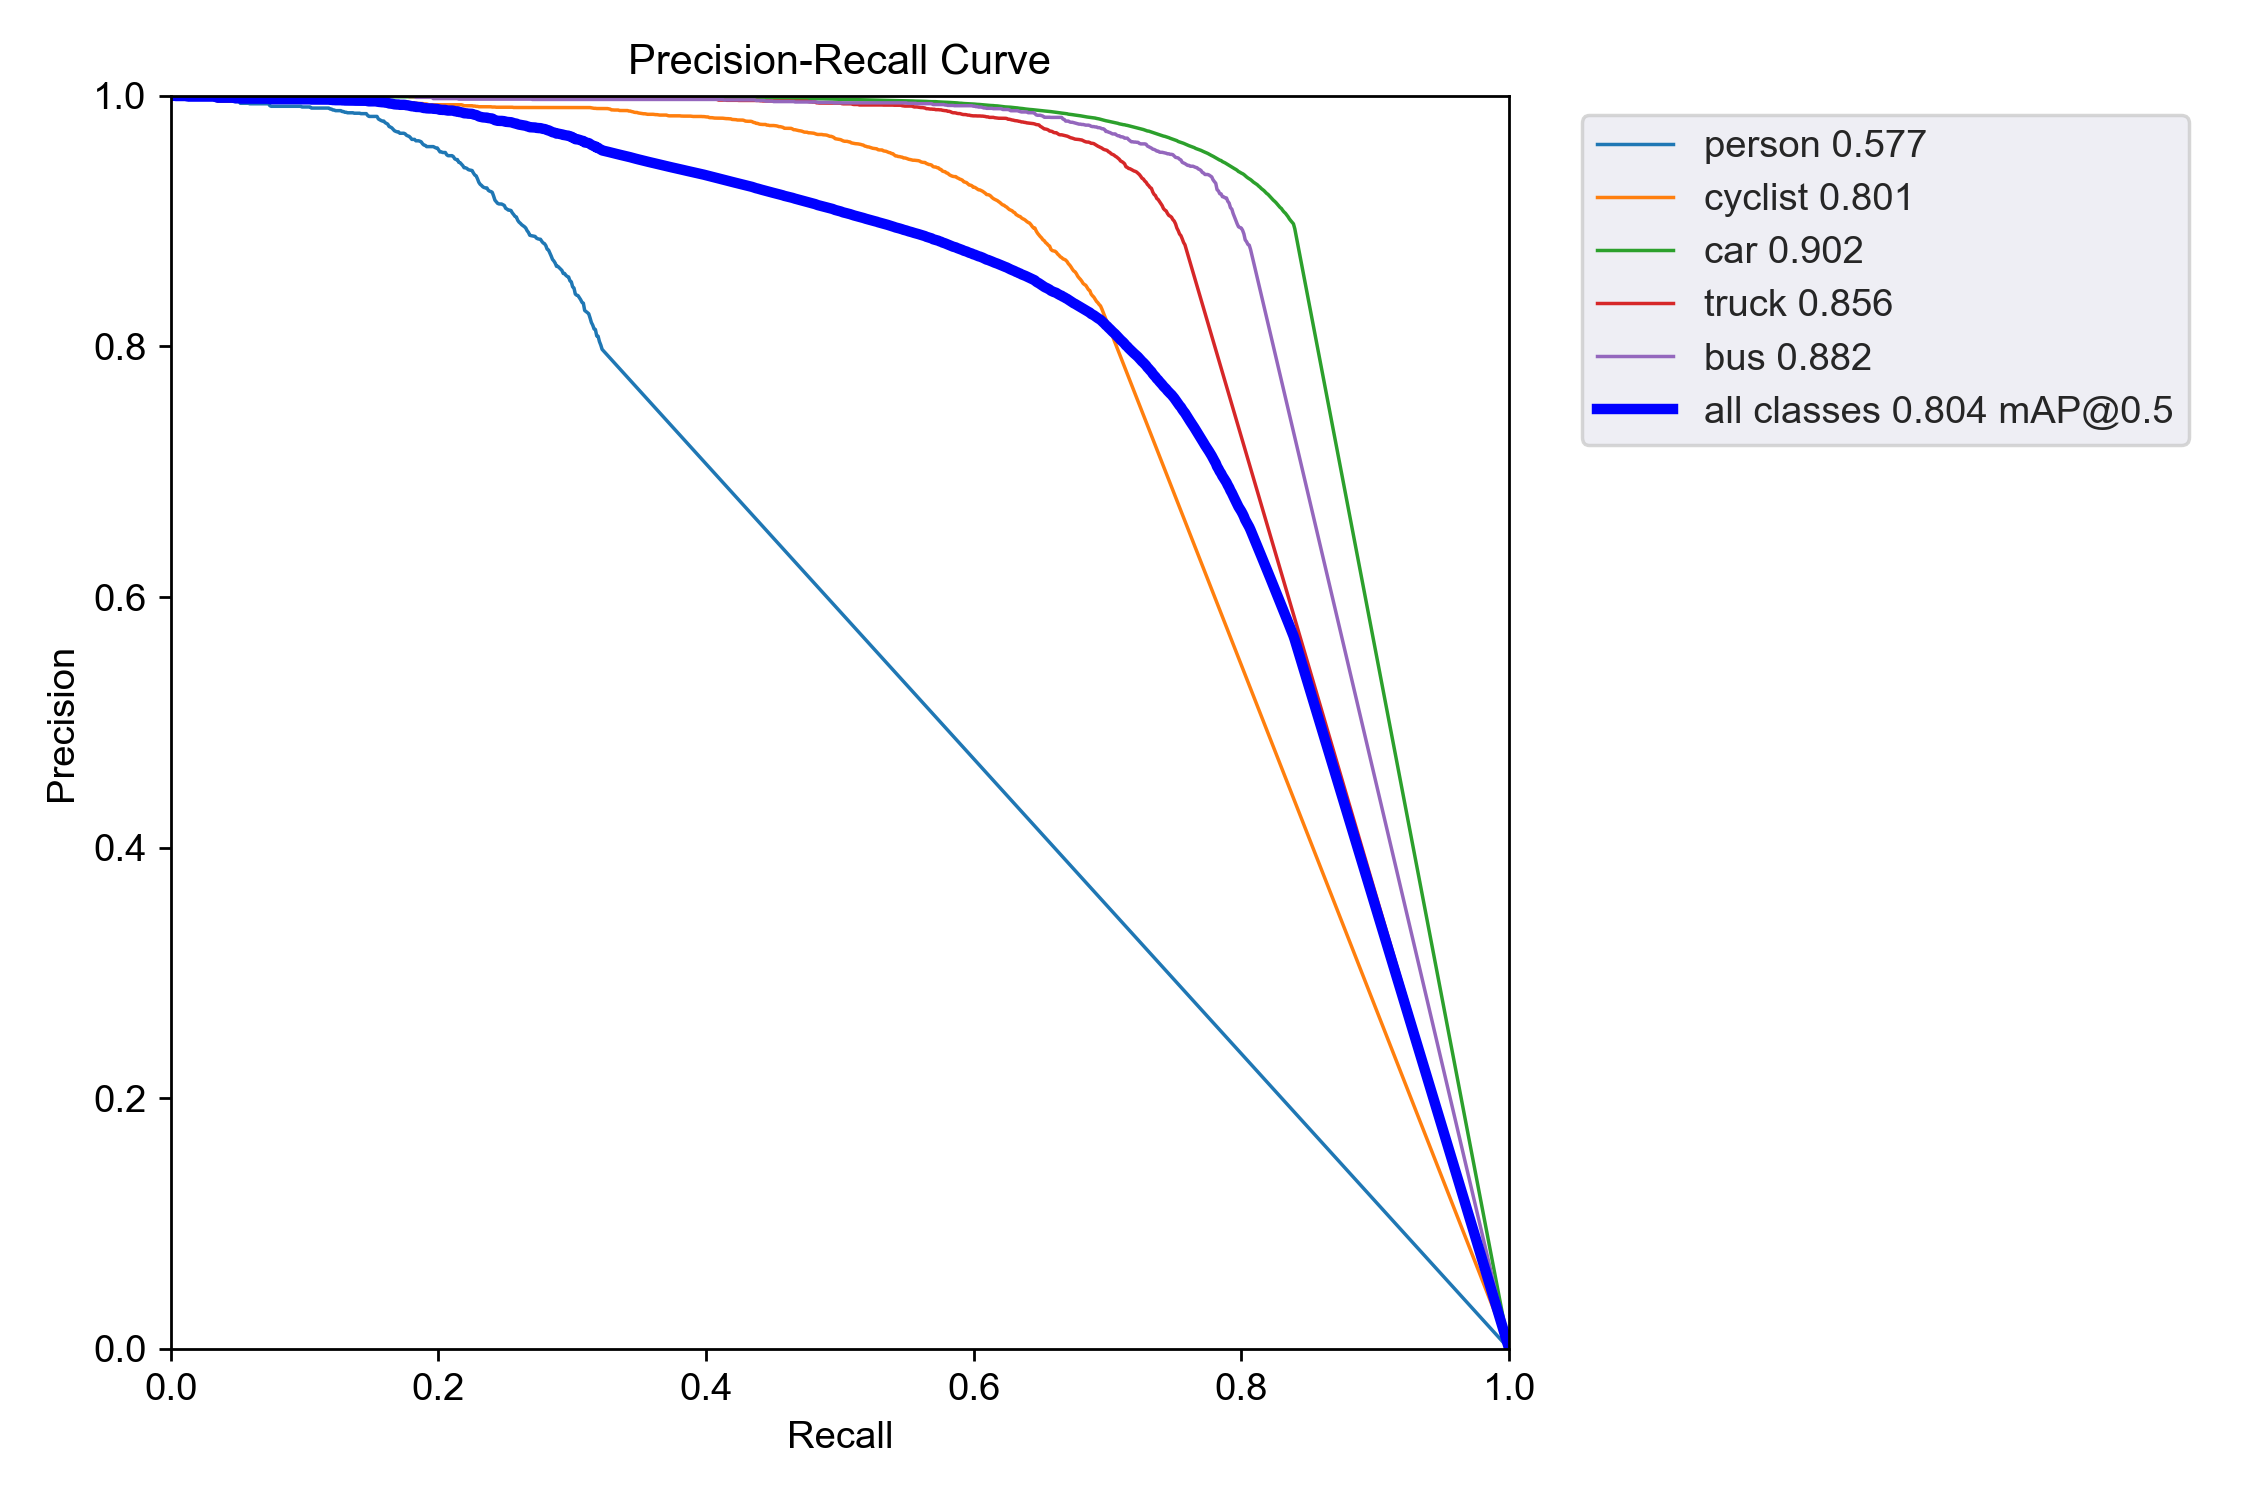 Precision-Recall Curve
1.0
0.8
0.6
0.4
0.2
0.0
Precision
0.0 0.2 0.4 0.6 0.8 1.0
Recall
person 0.577
cyclist 0.801
car 0.902
truck 0.856
bus 0.882
all classes 0.804 mAP@0.5